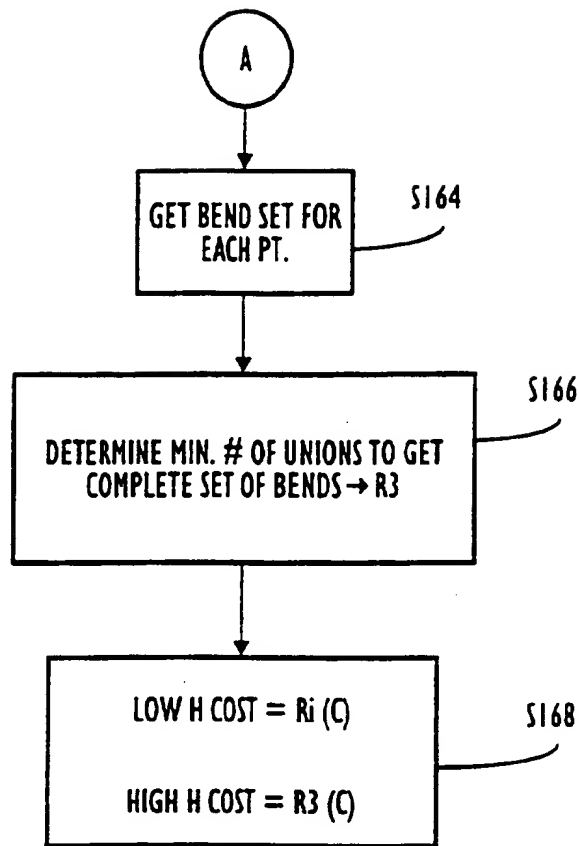 A
GET BEND SET FOR
EACH PT.
S164
DETERMINE MIN. # OF UNIONS TO GET
COMPLETE SET OF BENDS → R3
S166
LOW H COST = Ri (C)
HIGH H COST = R3 (C)
S168